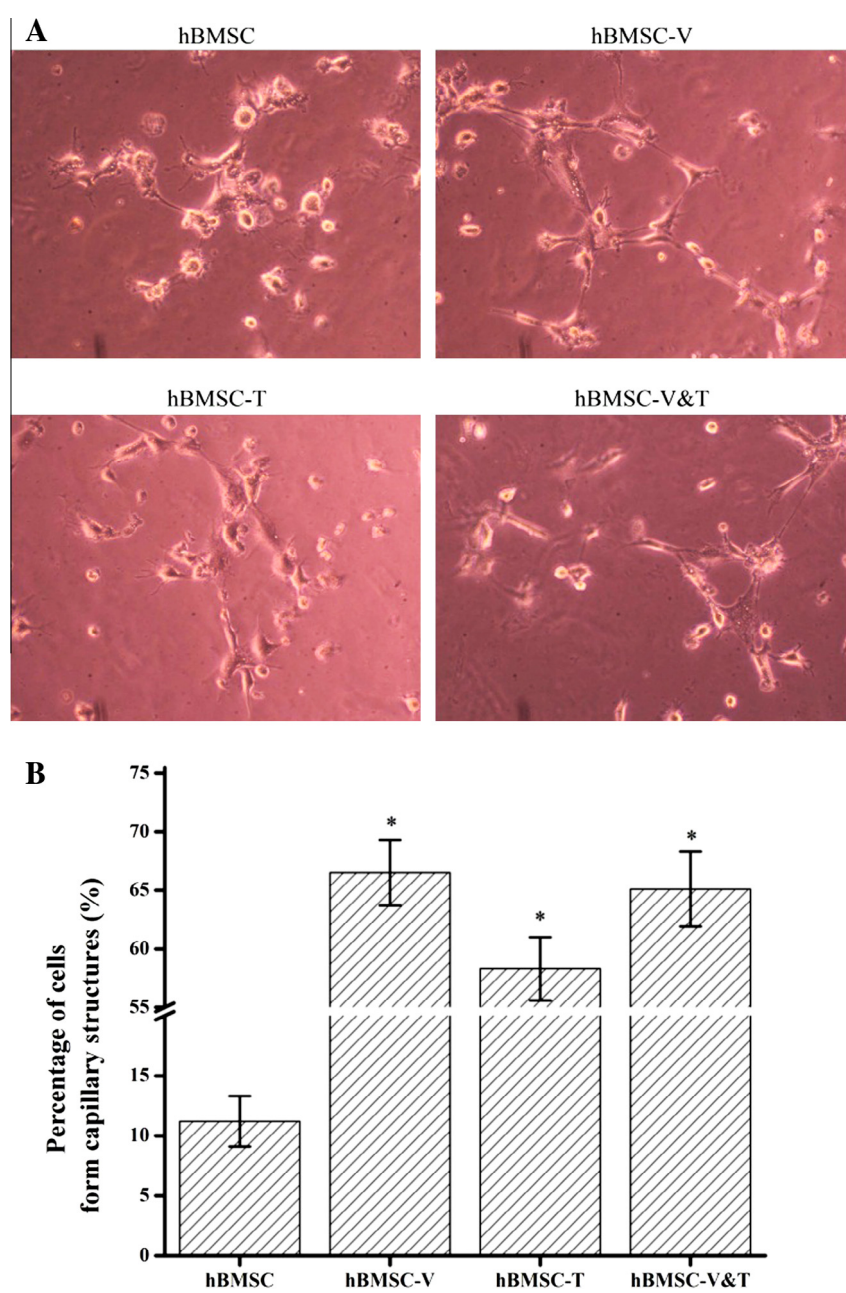 A
hBMSC
hBMSC-V
hBMSC-T
hBMSC-V&T
B
Percentage of cells
form capillary structures (%)
75
70
65
60
55
15
10
5
0
*
*
*
hBMSC
hBMSC-V
hBMSC-T
hBMSC-V&T